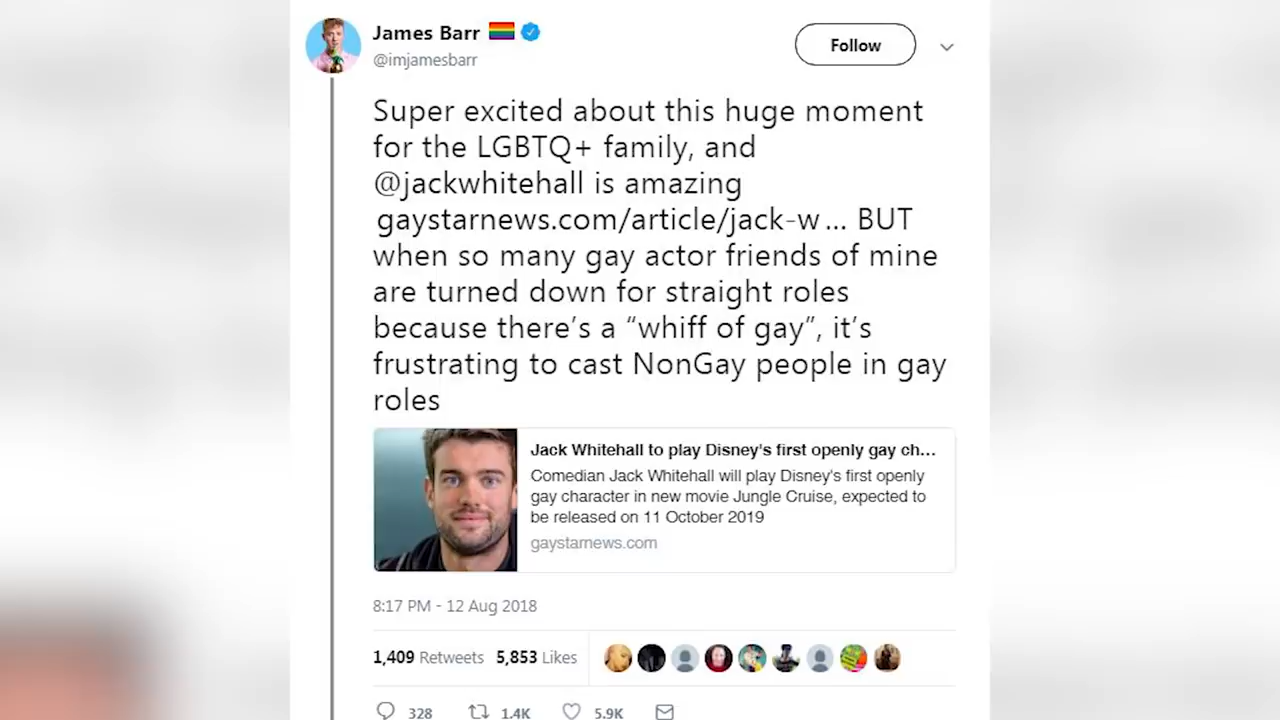 James Barr
@imjamesbarr
Follow
Super excited about this huge moment
for the LGBTQ+ family, and
@jackwhitehall is amazing
gaystarnews.com/article/jack-w... BUT
when so many gay actor friends of mine
are turned down for straight roles
because there's a “whiff of gay”, it's
frustrating to cast NonGay people in gay
roles
Jack Whitehall to play Disney's first openly gay ch...
Comedian Jack Whitehall will play Disney's first openly
gay character in new movie Jungle Cruise, expected to
be released on 11 October 2019
gaystarnews.com
8:17 PM - 12 Aug 2018
1,409 Retweets 5,853 Likes
328 1.4K 5.9K